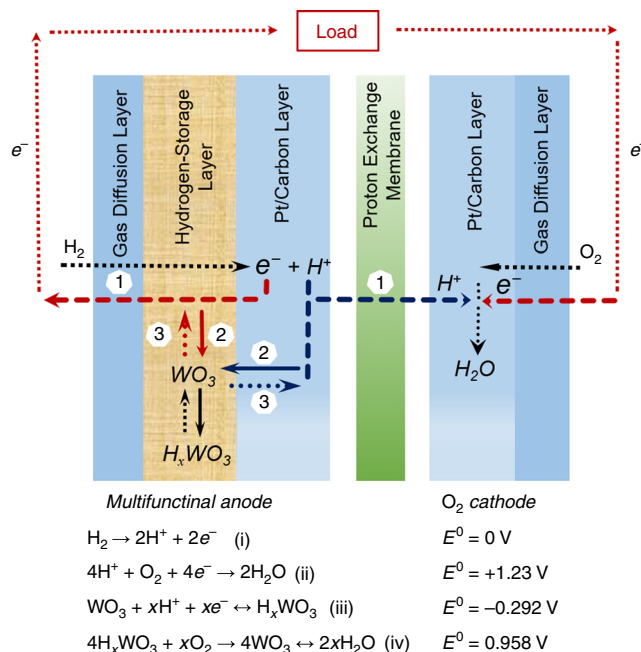 Load
e⁻
e⁻
Gas Diffusion Layer
Hydrogen-Storage
Layer
Pt/Carbon Layer
Proton Exchange
Membrane
Pt/Carbon Layer
Gas Diffusion Layer
H₂
O₂
1
e⁻ + H⁺
1
H⁺
e⁻
3
2
2
WO₃
3
H₂O
HₓWO₃
Multifunctinal anode
O₂ cathode
H₂ → 2H⁺ + 2e⁻ (i)
E⁰ = 0 V
4H⁺ + O₂ + 4e⁻ → 2H₂O (ii)
E⁰ = +1.23 V
WO₃ + xH⁺ + xe⁻ ↔ HₓWO₃ (iii)
E⁰ = –0.292 V
4HₓWO₃ + xO₂ → 4WO₃ ↔ 2xH₂O (iv)
E⁰ = 0.958 V